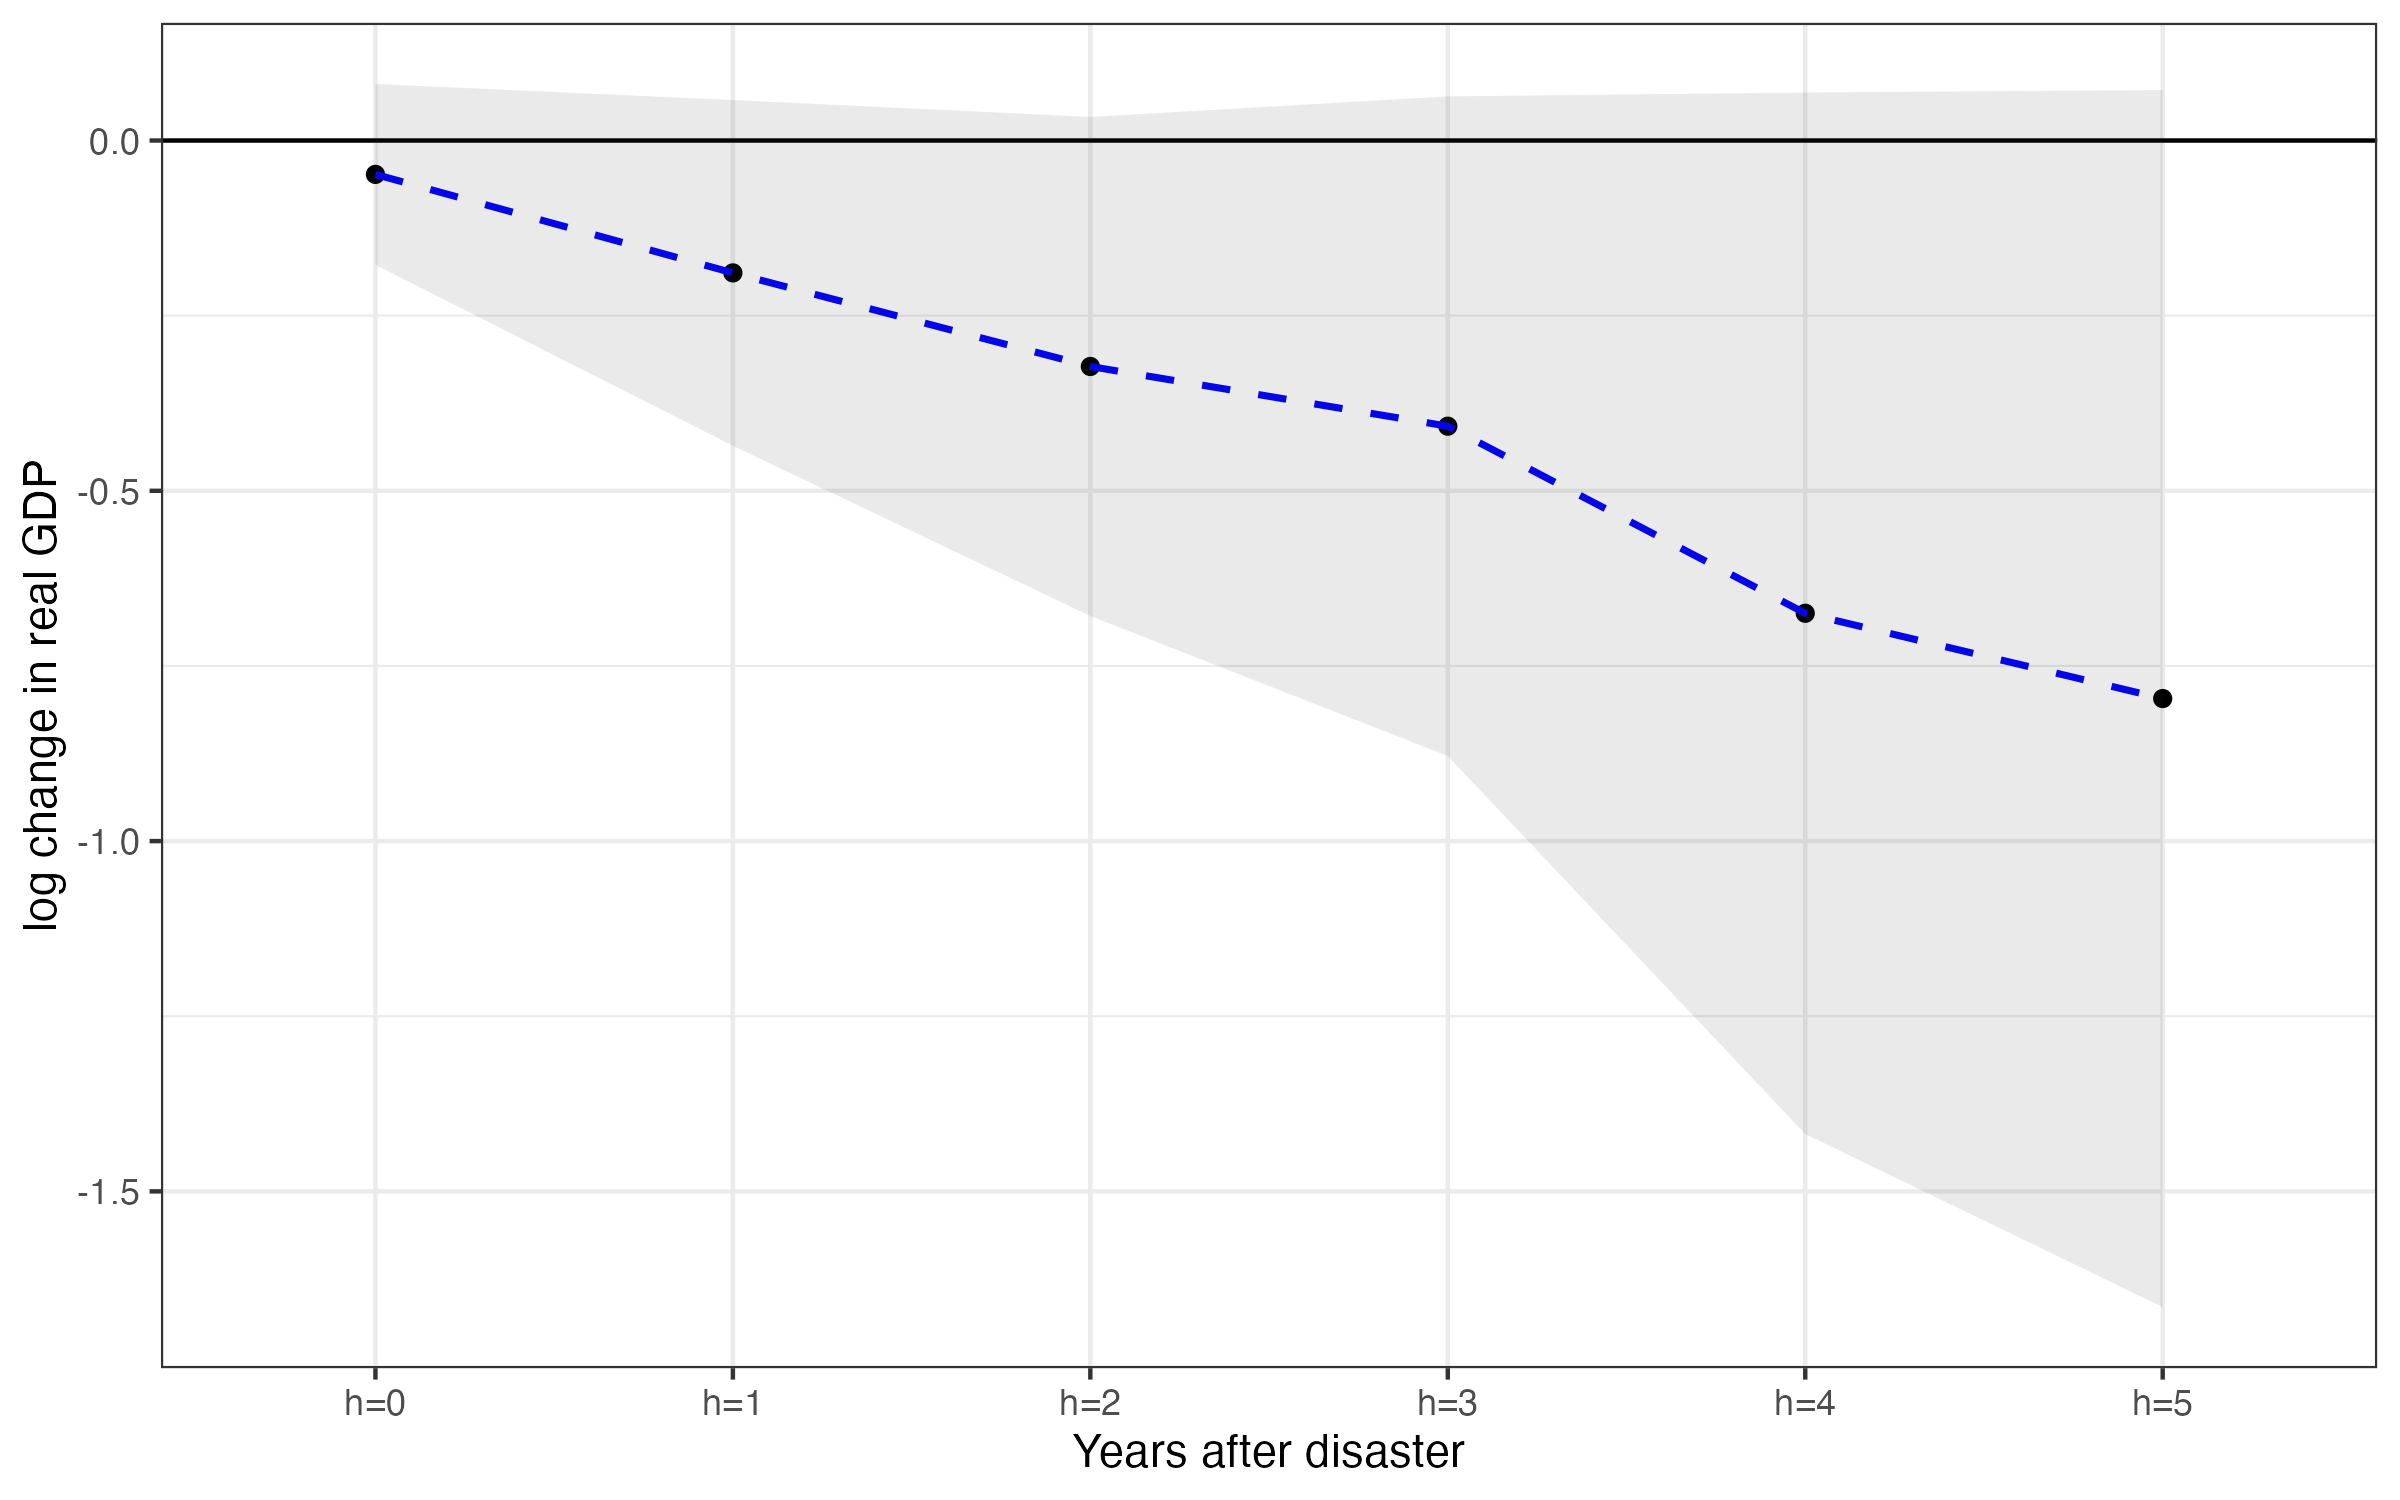 log change in real GDP
0.0
-0.5
-1.0
-1.5
h=0
h=1
h=2
h=3
h=4
h=5
Years after disaster